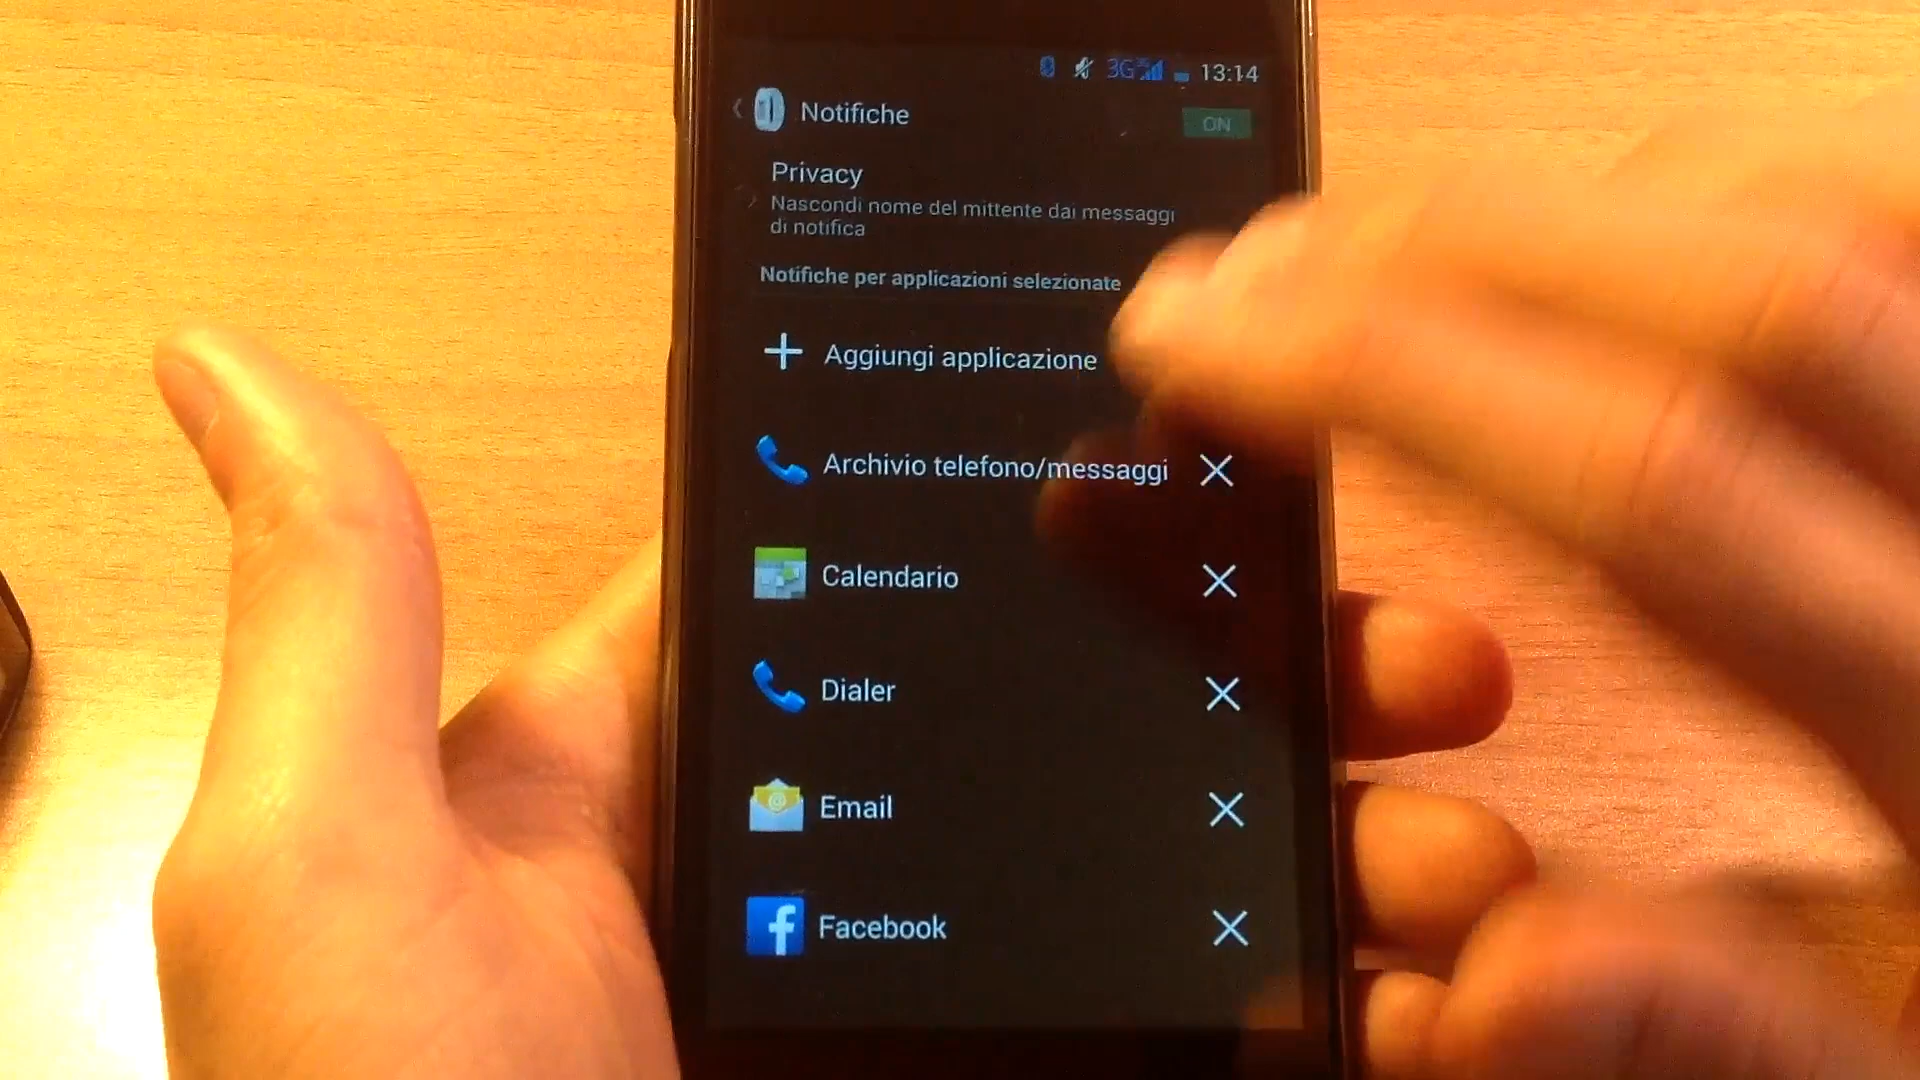 3G 13:14
Notifiche
ON
Privacy
Nascondi nome del mittente dai messaggi
di notifica
Notifiche per applicazioni selezionate
Aggiungi applicazione
Archivio telefono/messaggi
Calendario
Dialer
Email
Facebook